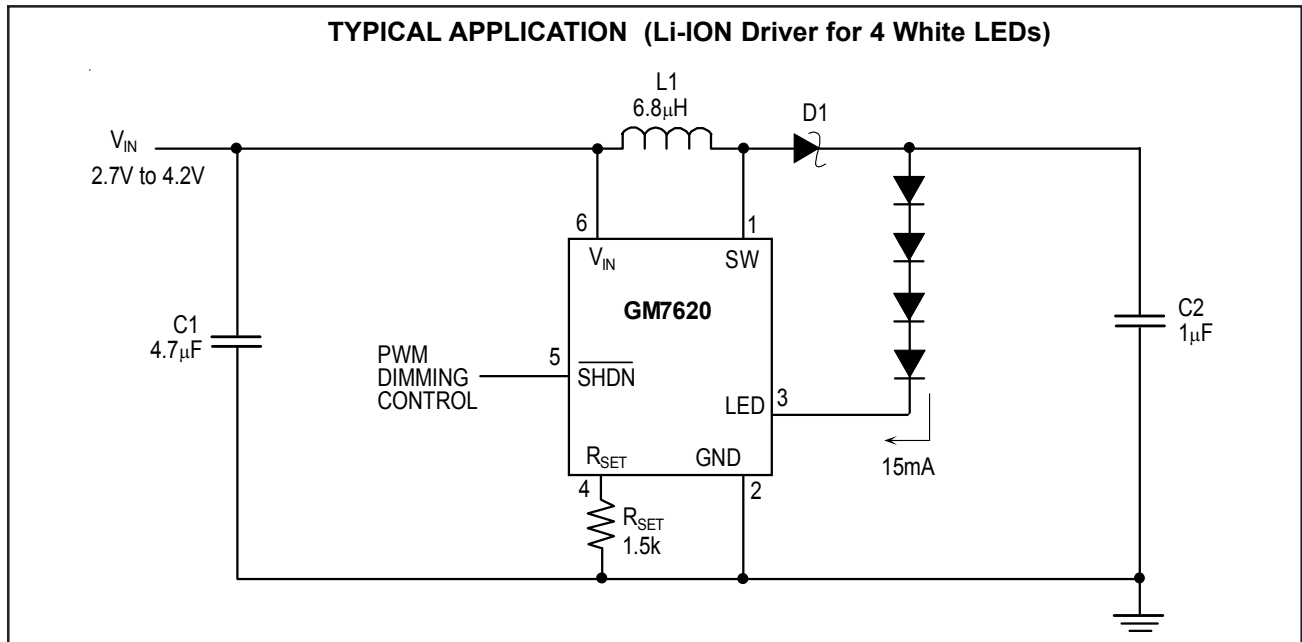 TYPICAL APPLICATION (Li-ION Driver for 4 White LEDs)
L1
6.8μH
D1
VIN
2.7V to 4.2V
6
1
VIN
SW
GM7620
C1
4.7μF
C2
1μF
PWM
DIMMING
CONTROL
5
SHDN
LED
3
15mA
RSET
GND
4
2
RSET
1.5k